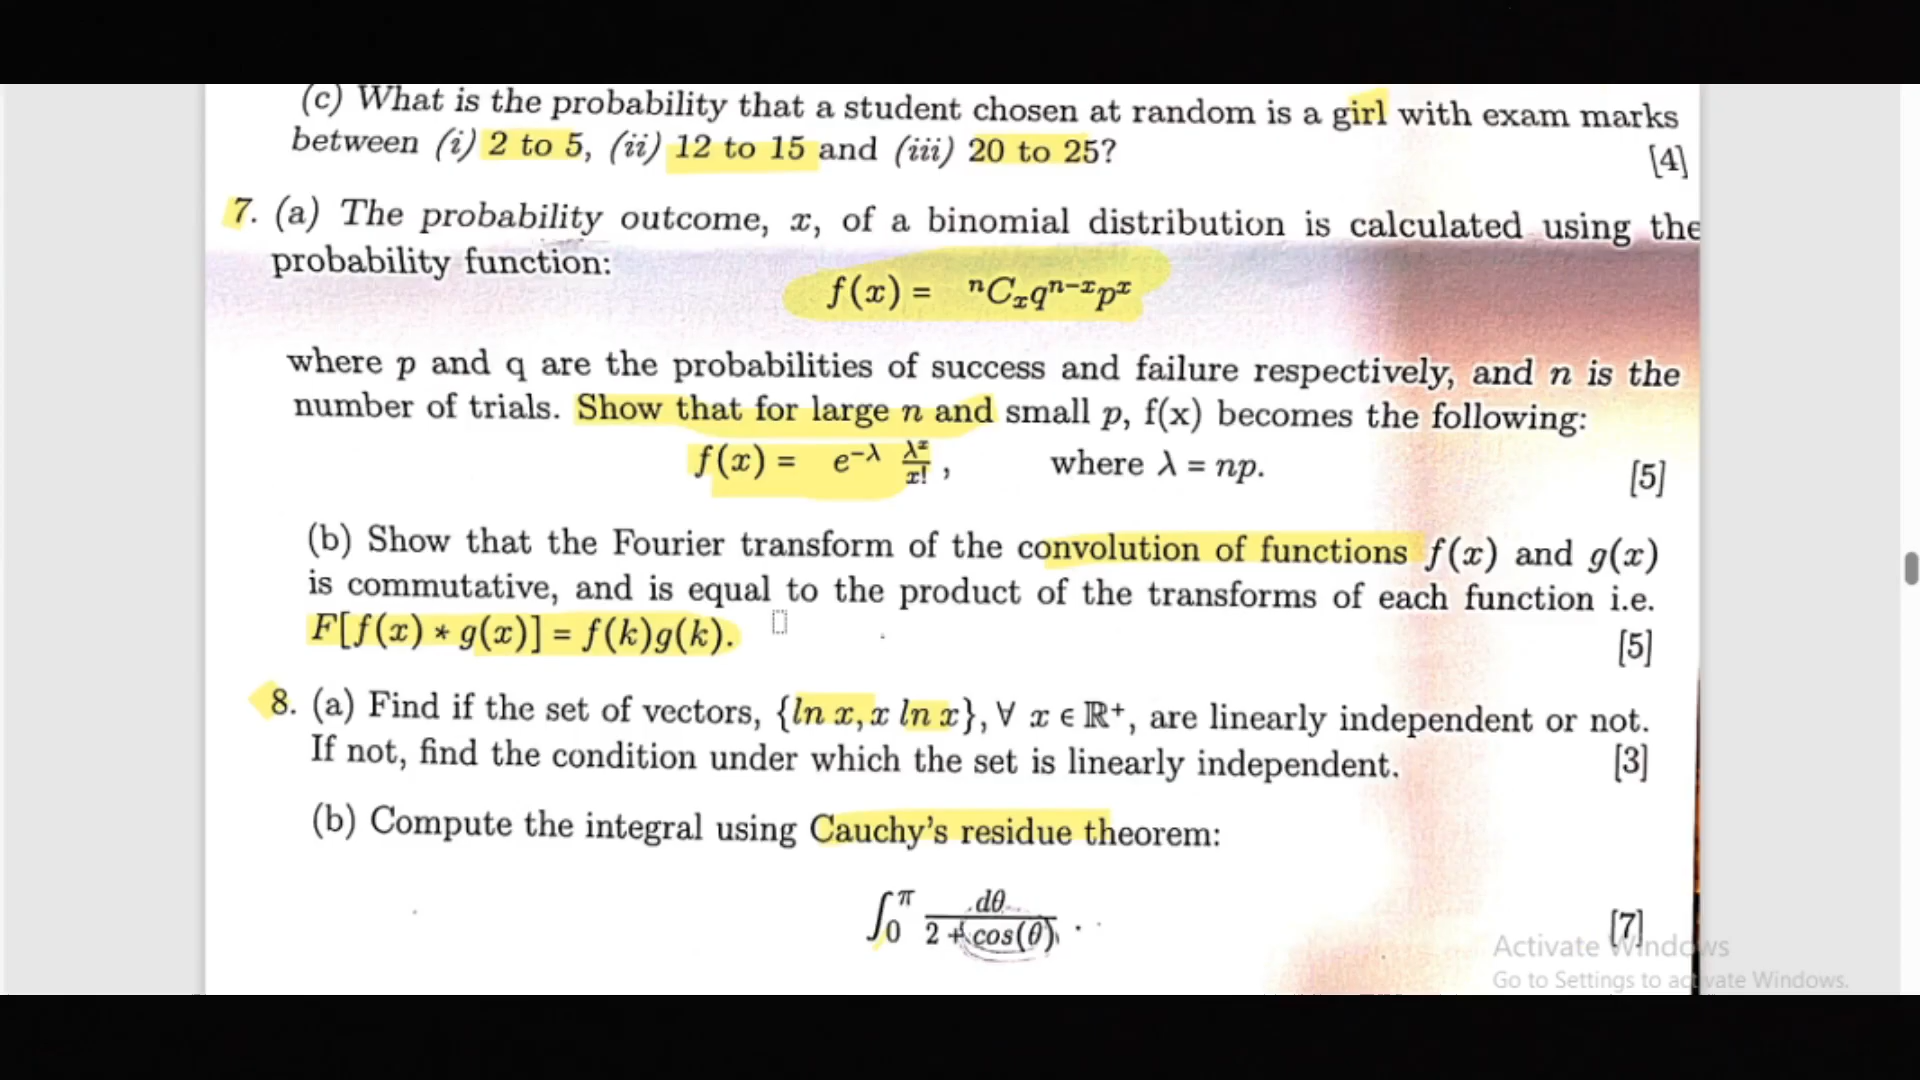 (c) What is the probability that a student chosen at random is a girl with exam marks
between (i) 2 to 5, (ii) 12 to 15 and (iii) 20 to 25?
[4]
7. (a) The probability outcome, x, of a binomial distribution is calculated using the
probability function:
f(x) = ⁿCₓqⁿ⁻ˣpˣ
where p and q are the probabilities of success and failure respectively, and n is the
number of trials. Show that for large n and small p, f(x) becomes the following:
f(x) = e^{-λ} λ^x/x!, where λ = np.
[5]
(b) Show that the Fourier transform of the convolution of functions f(x) and g(x)
is commutative, and is equal to the product of the transforms of each function i.e.
F[f(x) * g(x)] = f(k)g(k).
[5]
8. (a) Find if the set of vectors, {ln x, x ln x}, ∀ x ∈ ℝ⁺, are linearly independent or not.
If not, find the condition under which the set is linearly independent.
[3]
(b) Compute the integral using Cauchy's residue theorem:
∫₀^π dθ/(2 + cos(θ)) .
[7]
Activate Windows
Go to Settings to activate Windows.